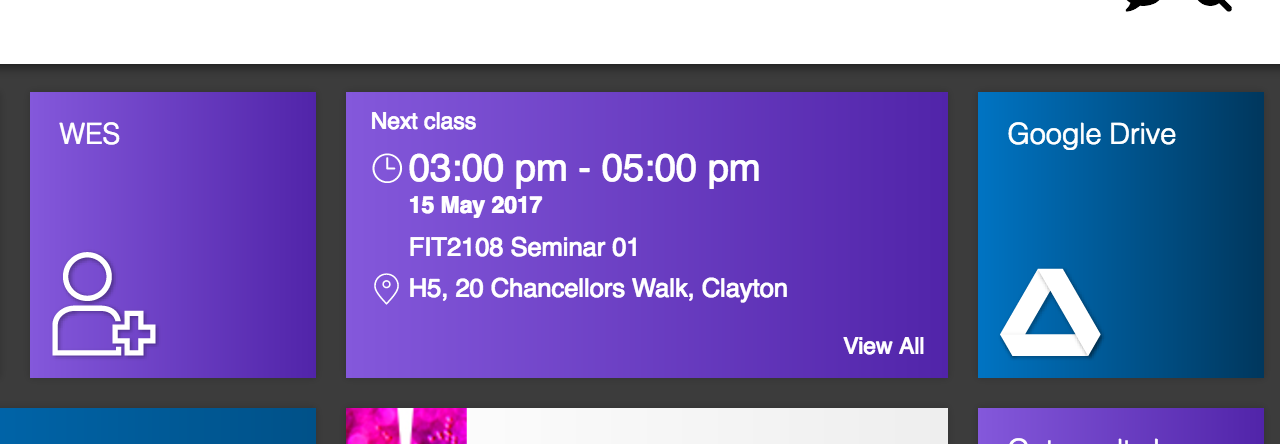 WES
Next class
03:00 pm - 05:00 pm
15 May 2017
FIT2108 Seminar 01
H5, 20 Chancellors Walk, Clayton
View All
Google Drive